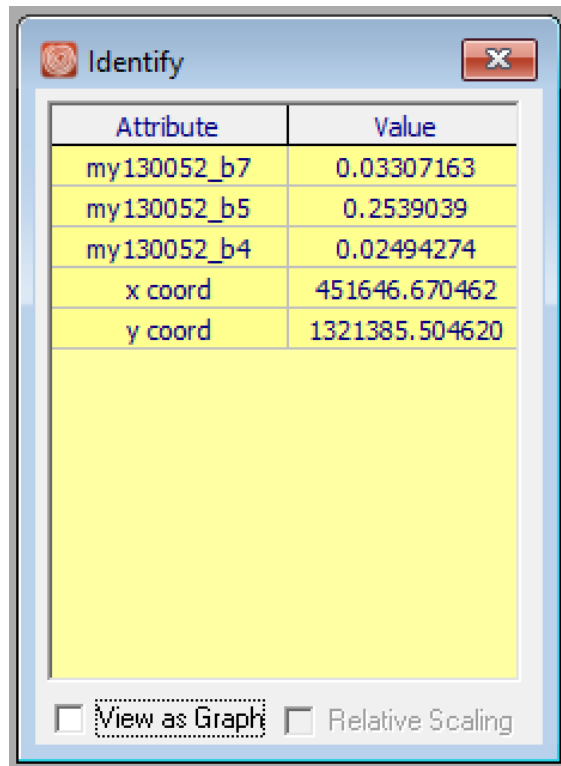 Identify
Attribute Value
my130052_b7 0.03307163
my130052_b5 0.2539039
my130052_b4 0.02494274
x coord 451646.670462
y coord 1321385.504620
View as Graph Relative Scaling